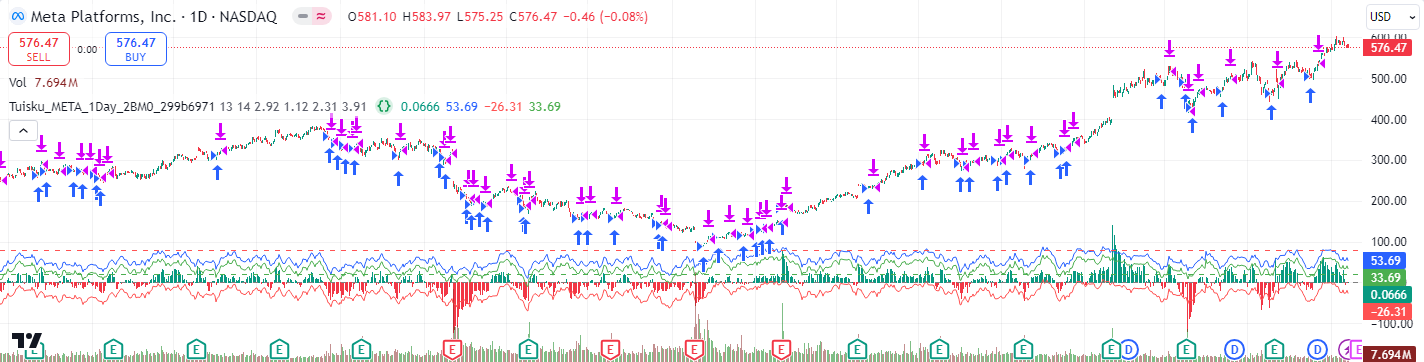 Meta Platforms, Inc. · 1D · NASDAQ O581.10 H583.97 L575.25 C576.47 −0.46 (−0.08%)
USD
576.47 0.00 576.47
SELL BUY
Vol 7.694M
Tuisku_META_1Day_2BM0_299b6971 13 14 2.92 1.12 2.31 3.91 {} 0.0666 53.69 −26.31 33.69
600.00
576.47
500.00
400.00
300.00
200.00
100.00
53.69
33.69
0.0666
−26.31
−100.00
E E E E E E E E E E E E E E D E D E D E
7.694M